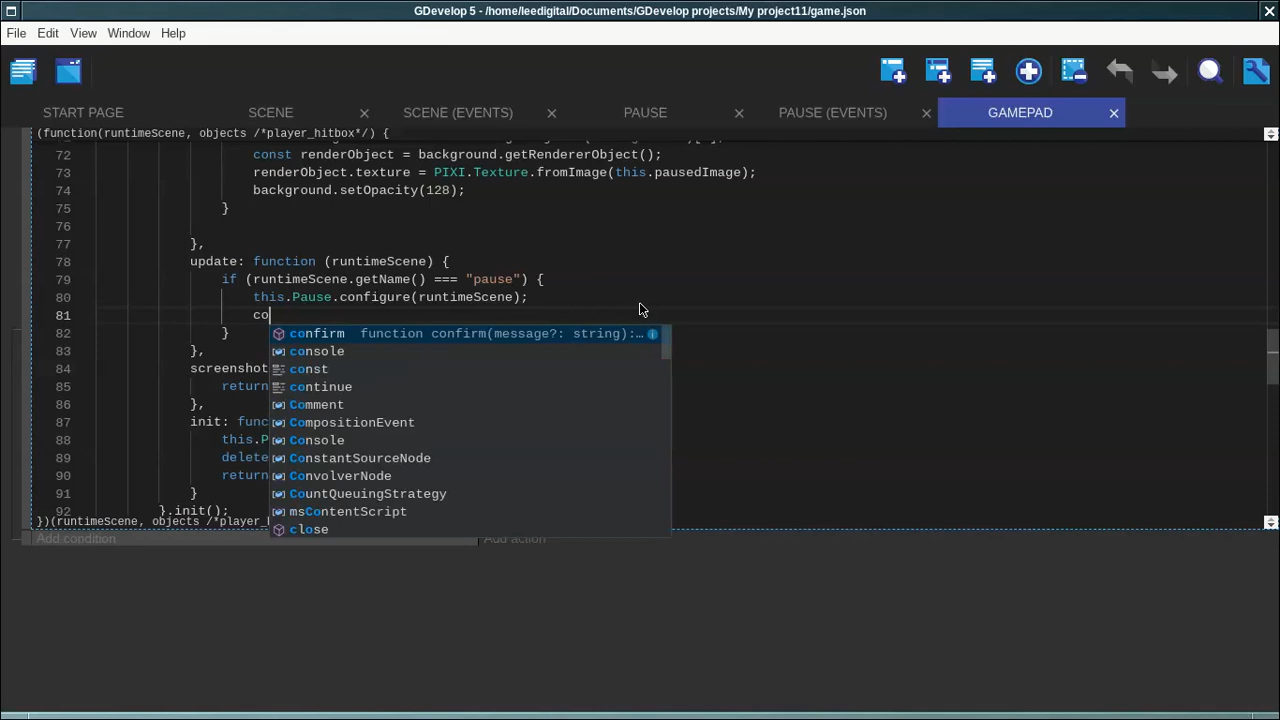 GDevelop 5 - /home/leedigital/Documents/GDevelop projects/My project11/game.json
File Edit View Window Help
START PAGE SCENE SCENE (EVENTS) PAUSE PAUSE (EVENTS) GAMEPAD
(function(runtimeScene, objects /*player_hitbox*/) {
72 const renderObject = background.getRendererObject();
73 renderObject.texture = PIXI.Texture.fromImage(this.pausedImage);
74 background.setOpacity(128);
75 }
76
77 },
78 update: function (runtimeScene) {
79 if (runtimeScene.getName() === "pause") {
80 this.Pause.configure(runtimeScene);
81 co
82 }
83 },
84 screenshot
85 return
86 },
87 init: func
88 this.P
89 delete
90 return
91 }
92 }.init();
})(runtimeScene, objects /*player_h
confirm function confirm(message?: string):…
console
const
continue
Comment
CompositionEvent
Console
ConstantSourceNode
ConvolverNode
CountQueuingStrategy
msContentScript
close
Add condition Add action